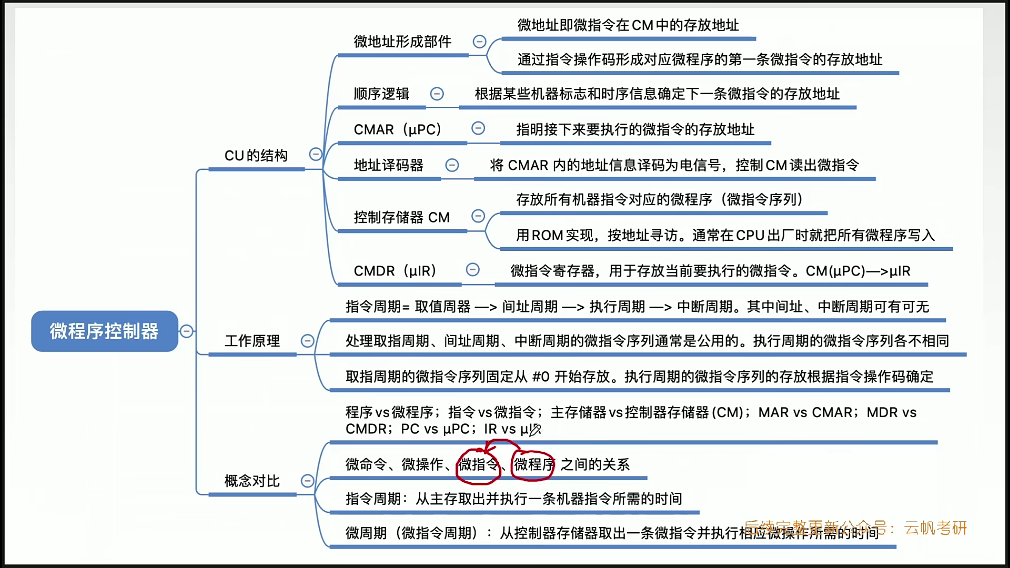 微程序控制器
CU的结构
微地址形成部件
微地址即微指令在CM中的存放地址
通过指令操作码形成对应微程序的第一条微指令的存放地址
顺序逻辑
根据某些机器标志和时序信息确定下一条微指令的存放地址
CMAR（μPC）
指明接下来要执行的微指令的存放地址
地址译码器
将 CMAR 内的地址信息译码为电信号，控制CM读出微指令
控制存储器 CM
存放所有机器指令对应的微程序（微指令序列）
用ROM实现，按地址寻访。通常在CPU出厂时就把所有微程序写入
CMDR（μIR）
微指令寄存器，用于存放当前要执行的微指令。CM(μPC)—>μIR
工作原理
指令周期= 取值周器 —> 间址周期 —> 执行周期 —> 中断周期。其中间址、中断周期可有可无
处理取指周期、间址周期、中断周期的微指令序列通常是公用的。执行周期的微指令序列各不相同
取指周期的微指令序列固定从 #0 开始存放。执行周期的微指令序列的存放根据指令操作码确定
概念对比
程序vs微程序；指令vs微指令；主存储器vs控制器存储器(CM)；MAR vs CMAR；MDR vs
CMDR；PC vs μPC；IR vs
微命令、微操作、微指令、微程序 之间的关系
指令周期：从主存取出并执行一条机器指令所需的时间
微周期（微指令周期）：从控制器存储器取出一条微指令并执行相应微操作所需的时间
后续完整更新公众号：云帆考研